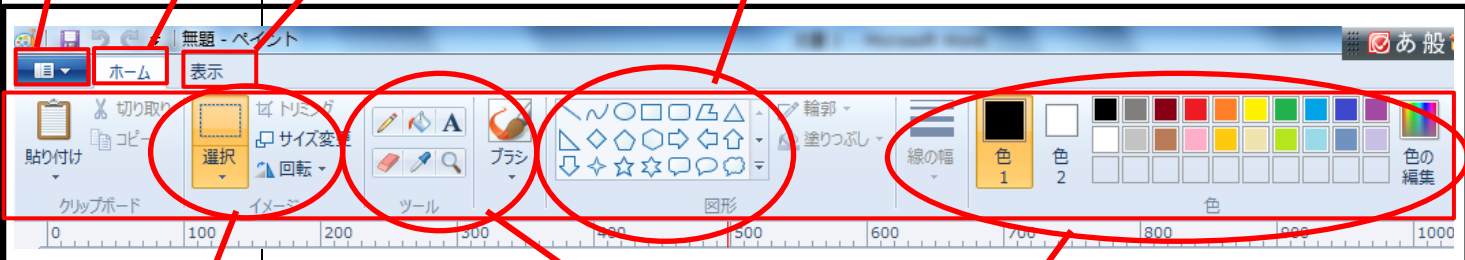 無題 - ペイント
あ 般
ホーム 表示
貼り付け
切り取り
コピー
クリップボード
選択
トリミング
サイズ変更
回転
イメージ
A
ツール
ブラシ
輪郭
塗りつぶし
図形
線の幅
色
1
色
2
色の
編集
色
0 100 200 300 400 500 600 700 800 900 1000